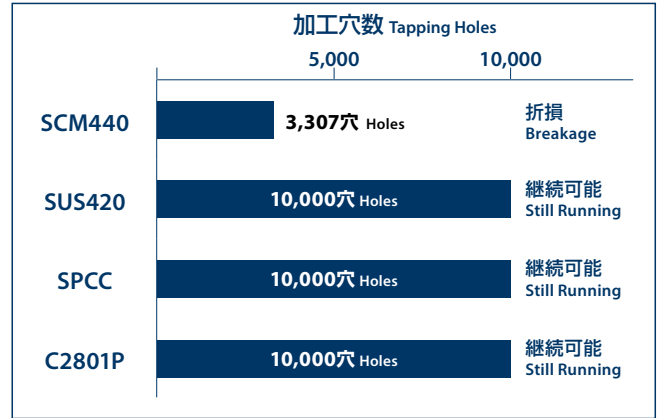 加工穴数 Tapping Holes
5,000 10,000
SCM440 3,307穴 Holes 折損
Breakage
SUS420 10,000穴 Holes 継続可能
Still Running
SPCC 10,000穴 Holes 継続可能
Still Running
C2801P 10,000穴 Holes 継続可能
Still Running